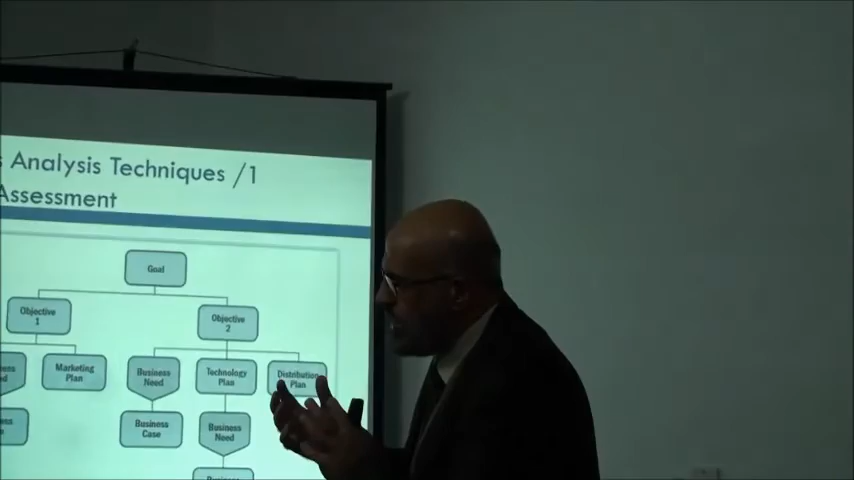 Analysis Techniques /1
Assessment
Goal
Objective
1
Objective
2
Marketing
Plan
Business
Need
Technology
Plan
Distribution
Plan
Business
Case
Business
Need